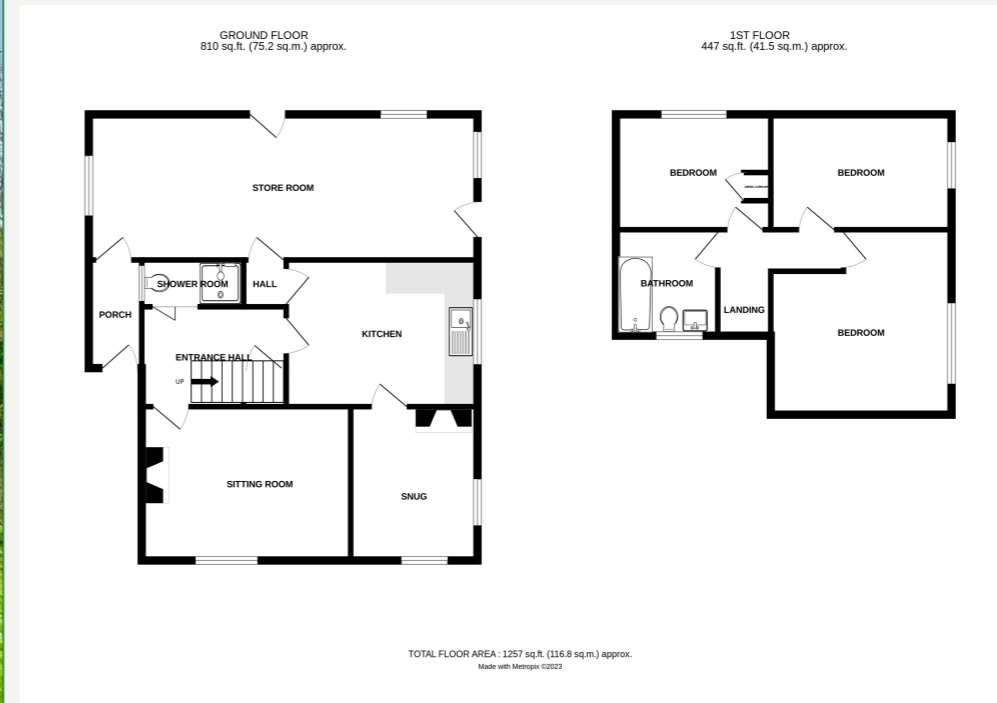 GROUND FLOOR
810 sq.ft. (75.2 sq.m.) approx.
1ST FLOOR
447 sq.ft. (41.5 sq.m.) approx.
STORE ROOM
SHOWER ROOM
HALL
PORCH
KITCHEN
ENTRANCE HALL
UP
SITTING ROOM
SNUG
BEDROOM
BEDROOM
BATHROOM
LANDING
BEDROOM
TOTAL FLOOR AREA : 1257 sq.ft. (116.8 sq.m.) approx.
Made with Metropix ©2023